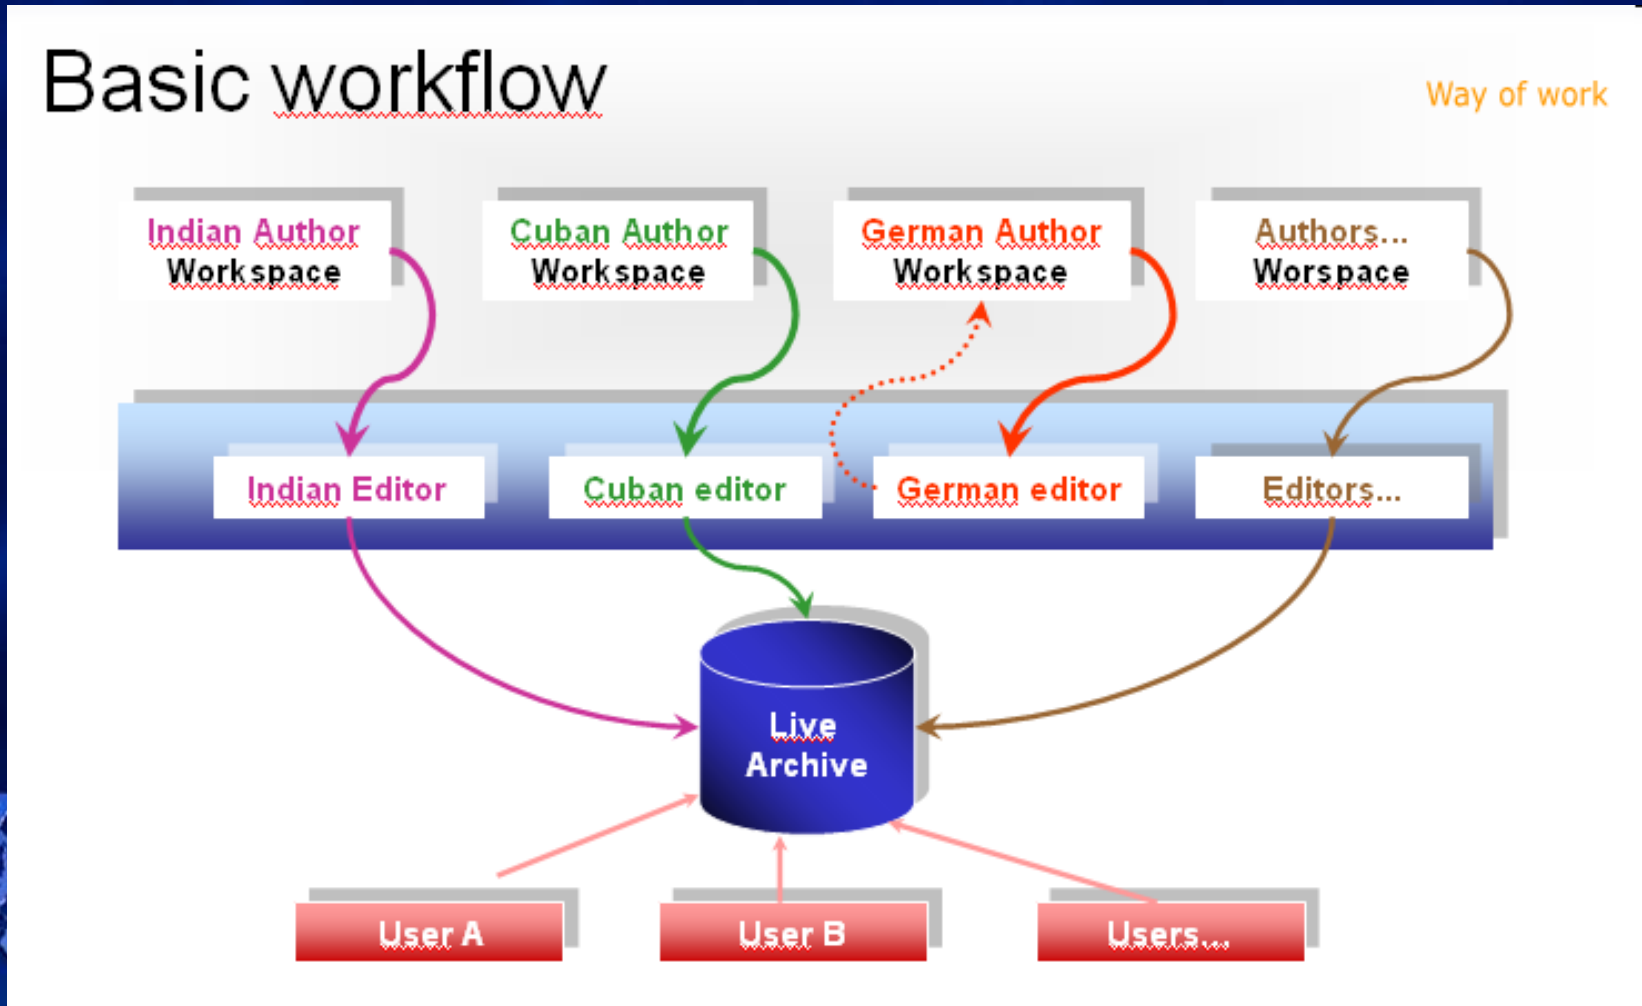 Basic workflow
Way of work
Indian Author
Workspace
Cuban Author
Workspace
German Author
Workspace
Authors...
Worspace
Indian Editor
Cuban editor
German editor
Editors...
Live
Archive
User A
User B
Users...